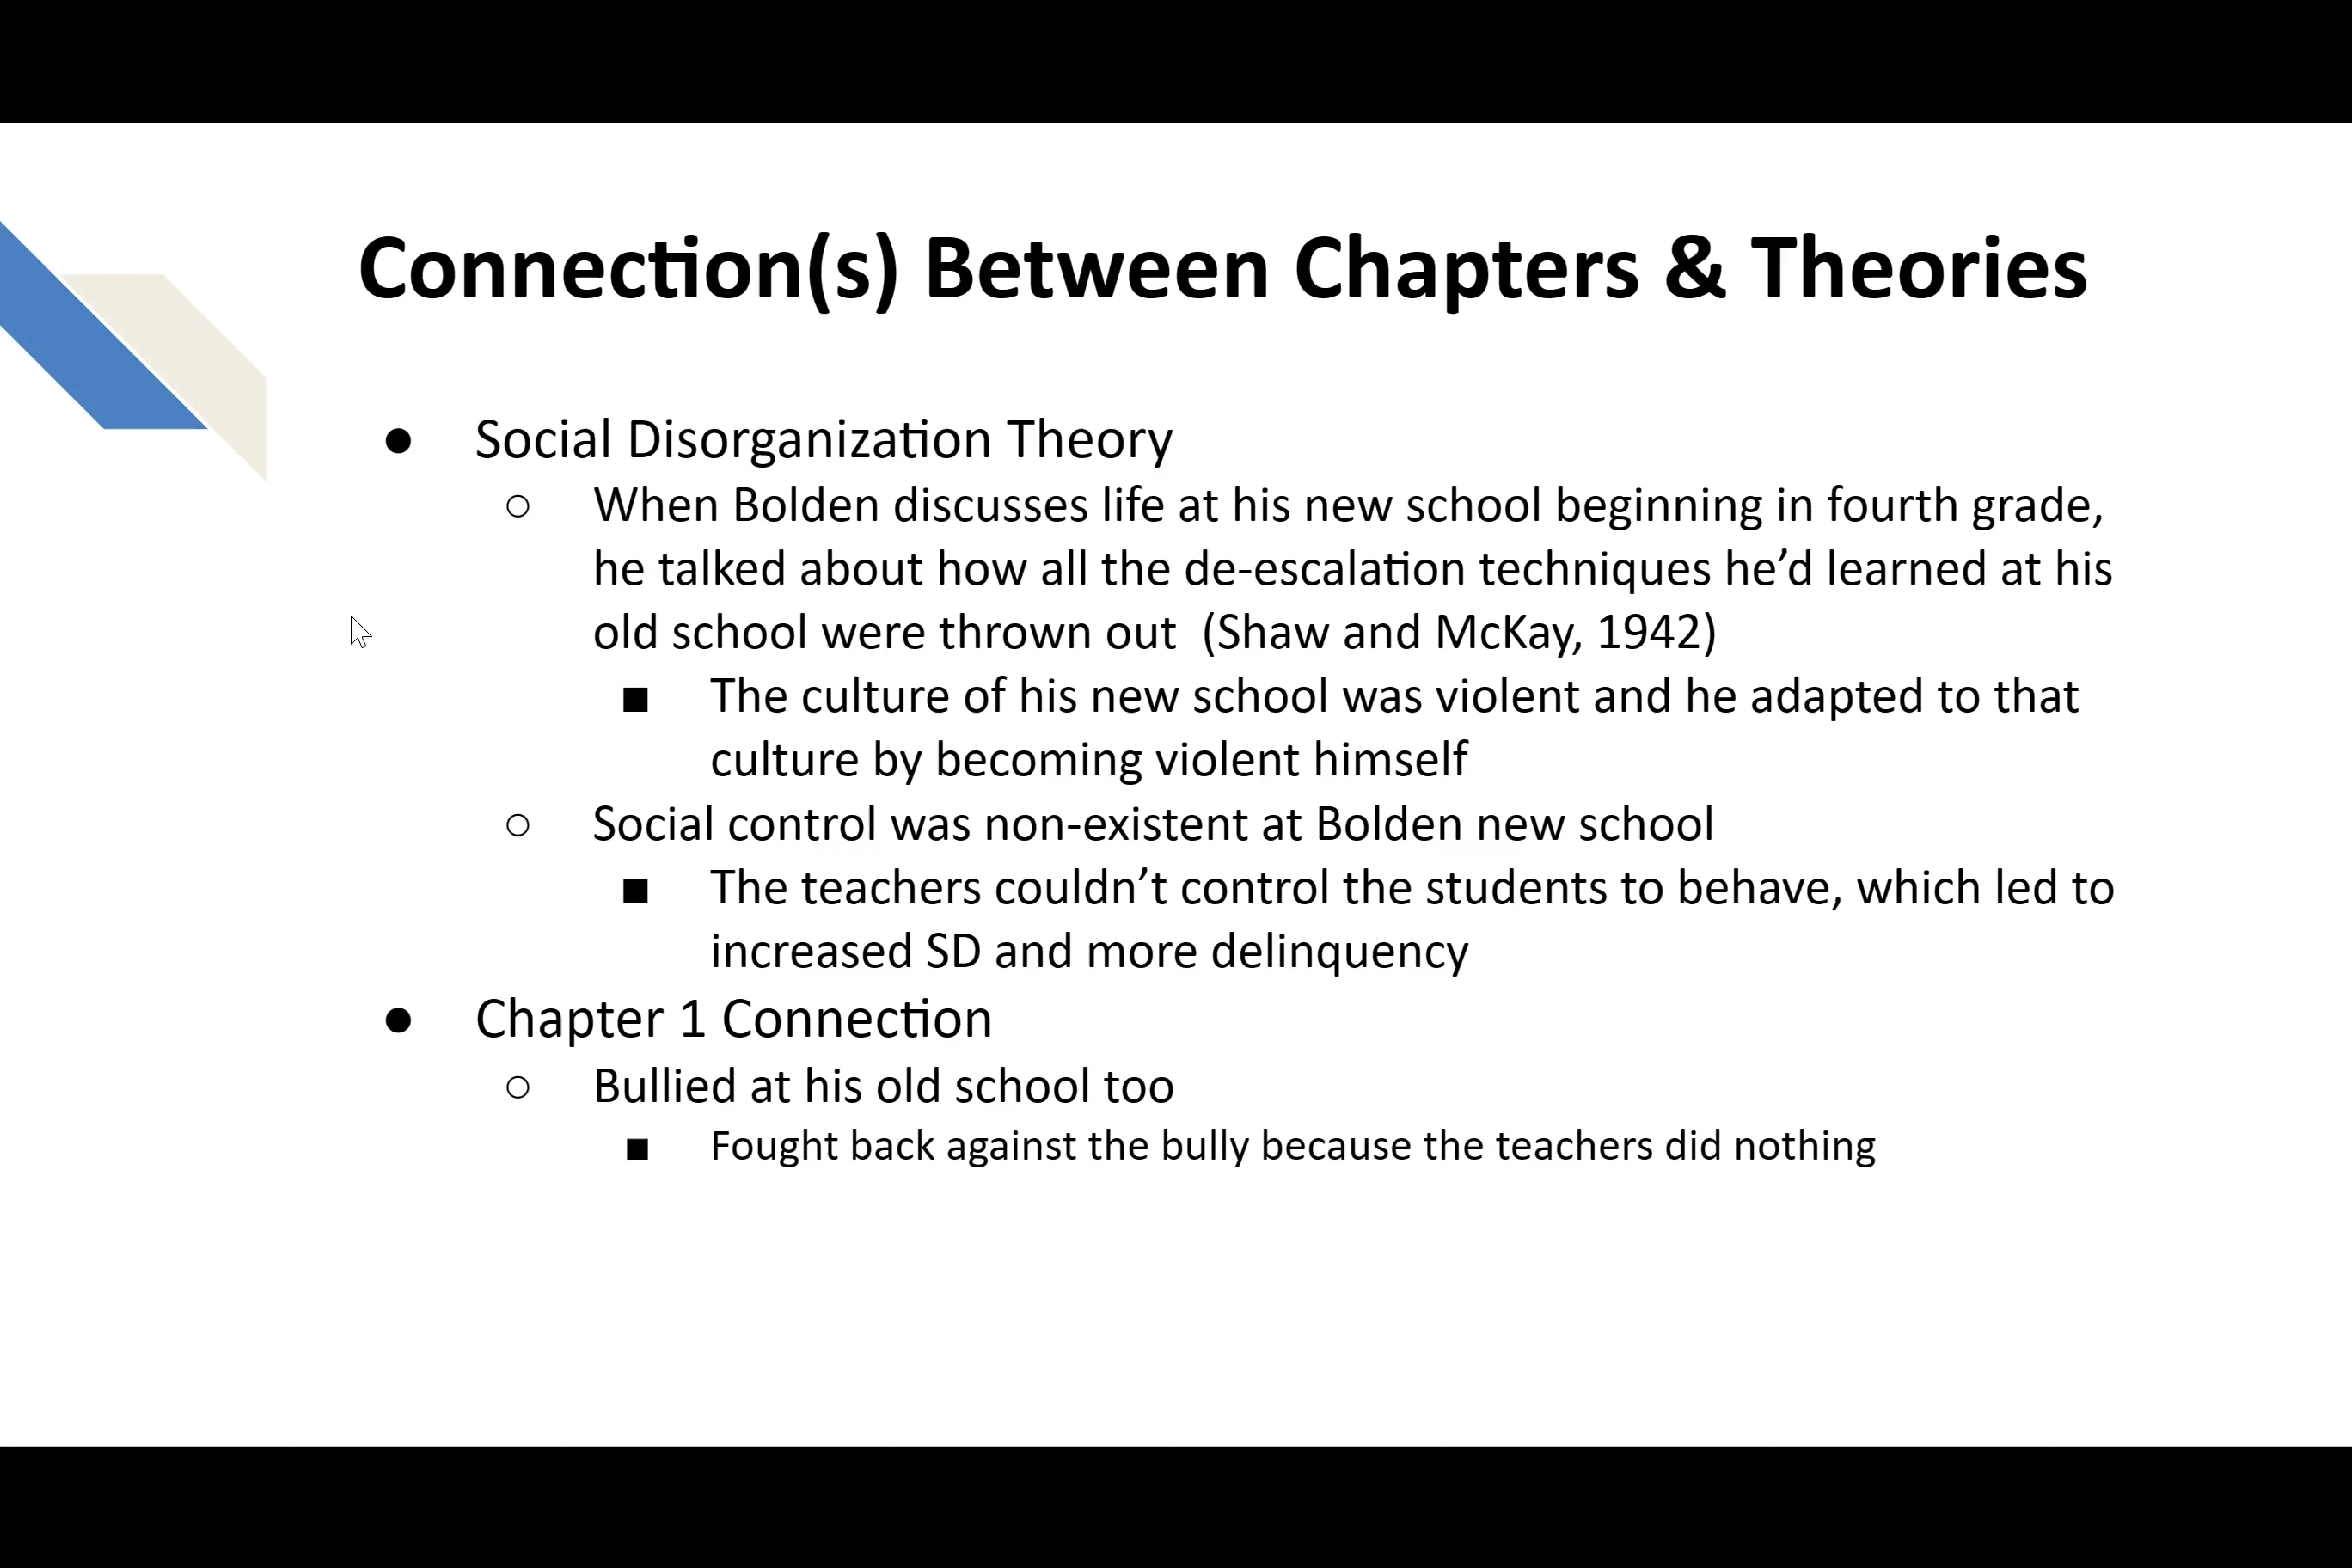 Connection(s) Between Chapters & Theories
● Social Disorganization Theory
○ When Bolden discusses life at his new school beginning in fourth grade,
he talked about how all the de-escalation techniques he’d learned at his
old school were thrown out  (Shaw and McKay, 1942)
■ The culture of his new school was violent and he adapted to that
culture by becoming violent himself
○ Social control was non-existent at Bolden new school
■ The teachers couldn’t control the students to behave, which led to
increased SD and more delinquency
● Chapter 1 Connection
○ Bullied at his old school too
■ Fought back against the bully because the teachers did nothing